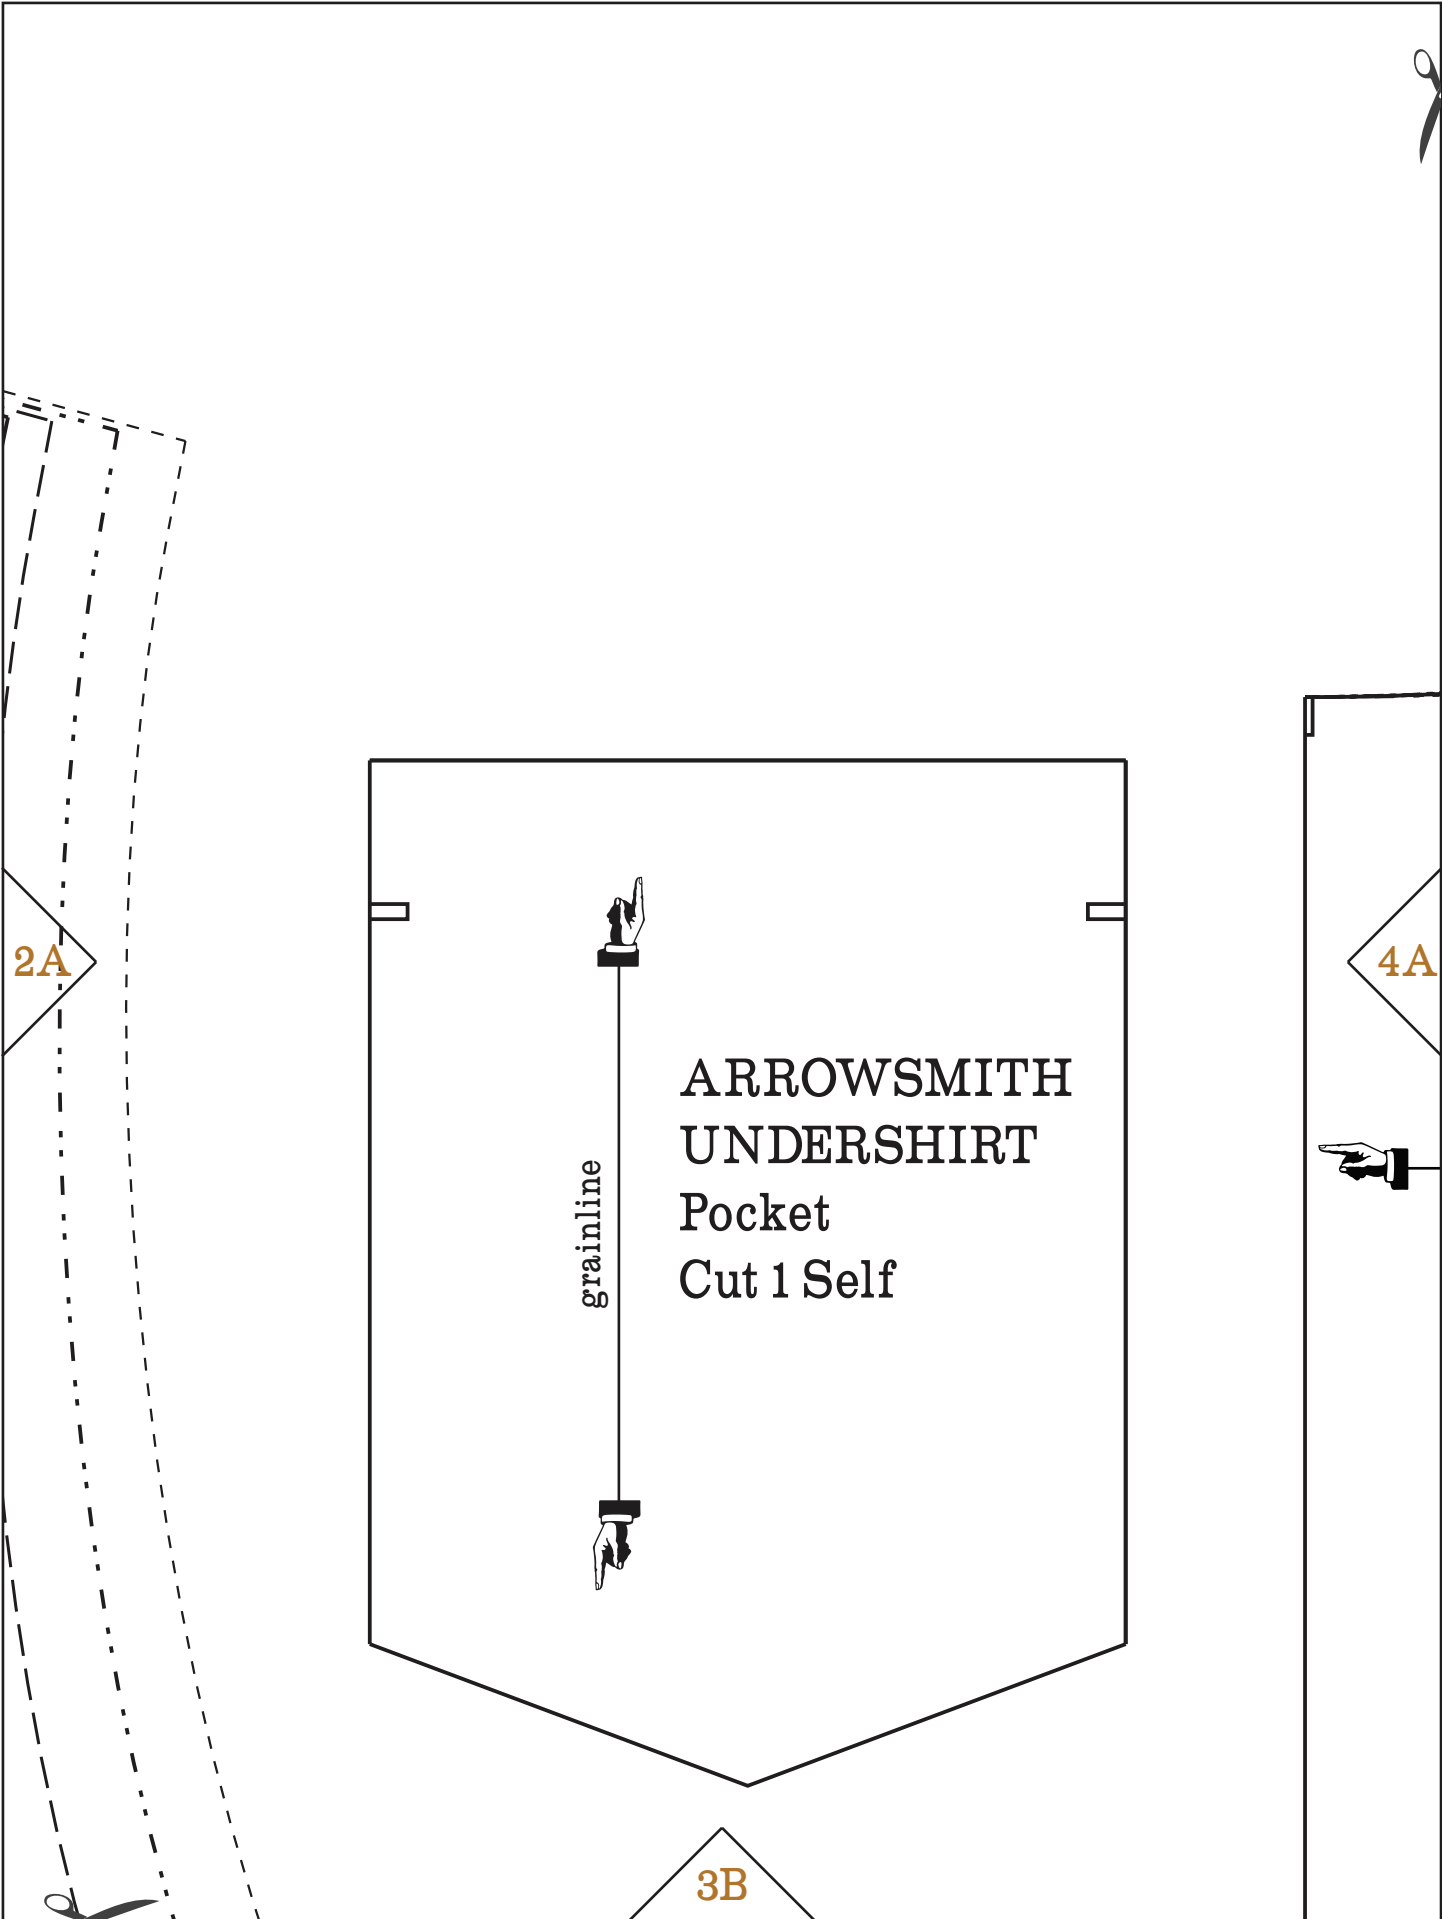 2A
4A
grainline
ARROWSMITH
UNDERSHIRT
Pocket
Cut 1 Self
3B